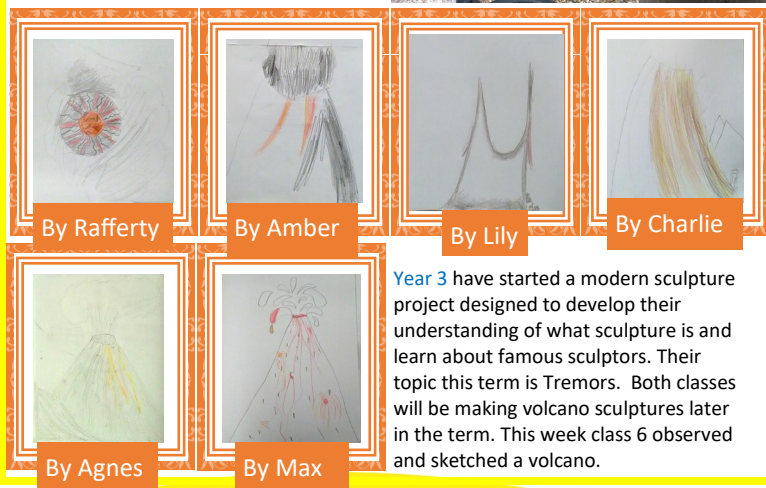 By Rafferty
By Amber
By Lily
By Charlie
By Agnes
By Max
Year 3 have started a modern sculpture
project designed to develop their
understanding of what sculpture is and
learn about famous sculptors. Their
topic this term is Tremors.  Both classes
will be making volcano sculptures later
in the term. This week class 6 observed
and sketched a volcano.